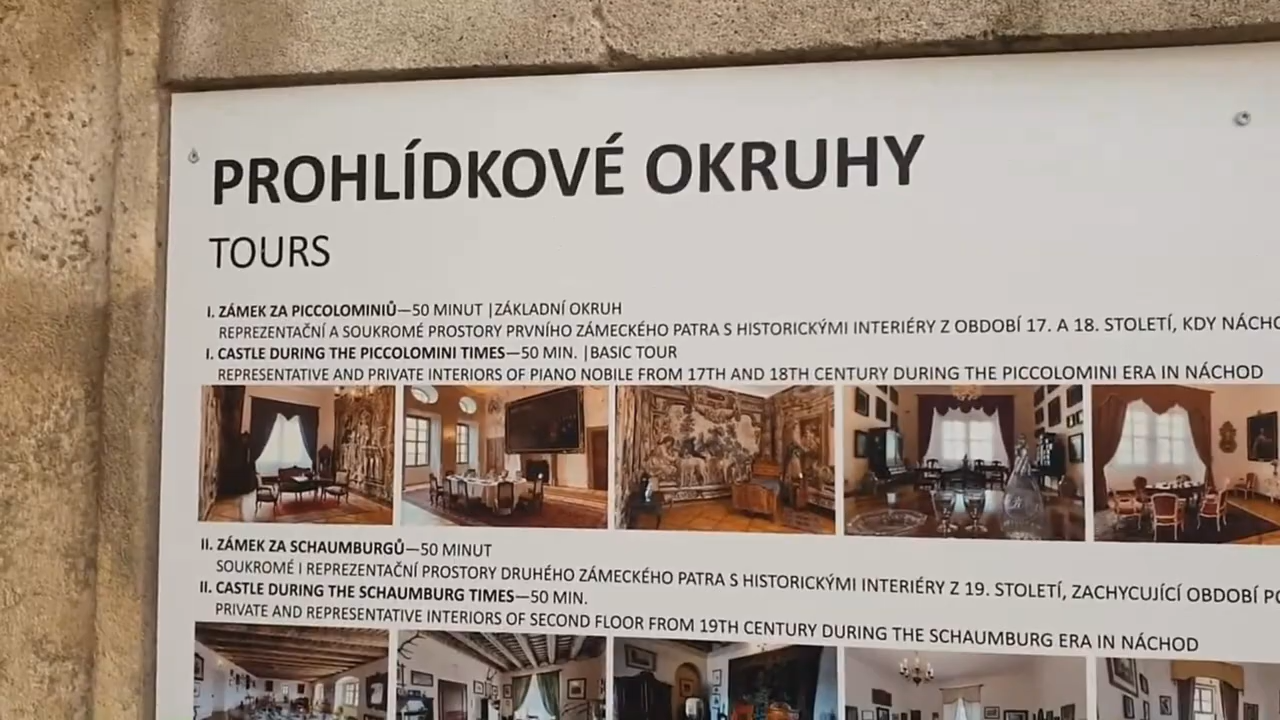 PROHLÍDKOVÉ OKRUHY
TOURS
I. ZÁMEK ZA PICCOLOMINIŮ—50 MINUT |ZÁKLADNÍ OKRUH
REPREZENTAČNÍ A SOUKROMÉ PROSTORY PRVNÍHO ZÁMECKÉHO PATRA S HISTORICKÝMI INTERIÉRY Z OBDOBÍ 17. A 18. STOLETÍ, KDY
I. CASTLE DURING THE PICCOLOMINI TIMES—50 MIN. |BASIC TOUR
REPRESENTATIVE AND PRIVATE INTERIORS OF PIANO NOBILE FROM 17TH AND 18TH CENTURY DURING THE PICCOLOMINI ERA IN NÁCHOD
II. ZÁMEK ZA SCHAUMBURGŮ—50 MINUT
SOUKROMÉ I REPREZENTAČNÍ PROSTORY DRUHÉHO ZÁMECKÉHO PATRA S HISTORICKÝMI INTERIÉRY Z 19. STOLETÍ, ZACHYCUJÍCÍ OBDOBÍ
II. CASTLE DURING THE SCHAUMBURG TIMES—50 MIN.
PRIVATE AND REPRESENTATIVE INTERIORS OF SECOND FLOOR FROM 19TH CENTURY DURING THE SCHAUMBURG ERA IN NÁCHOD